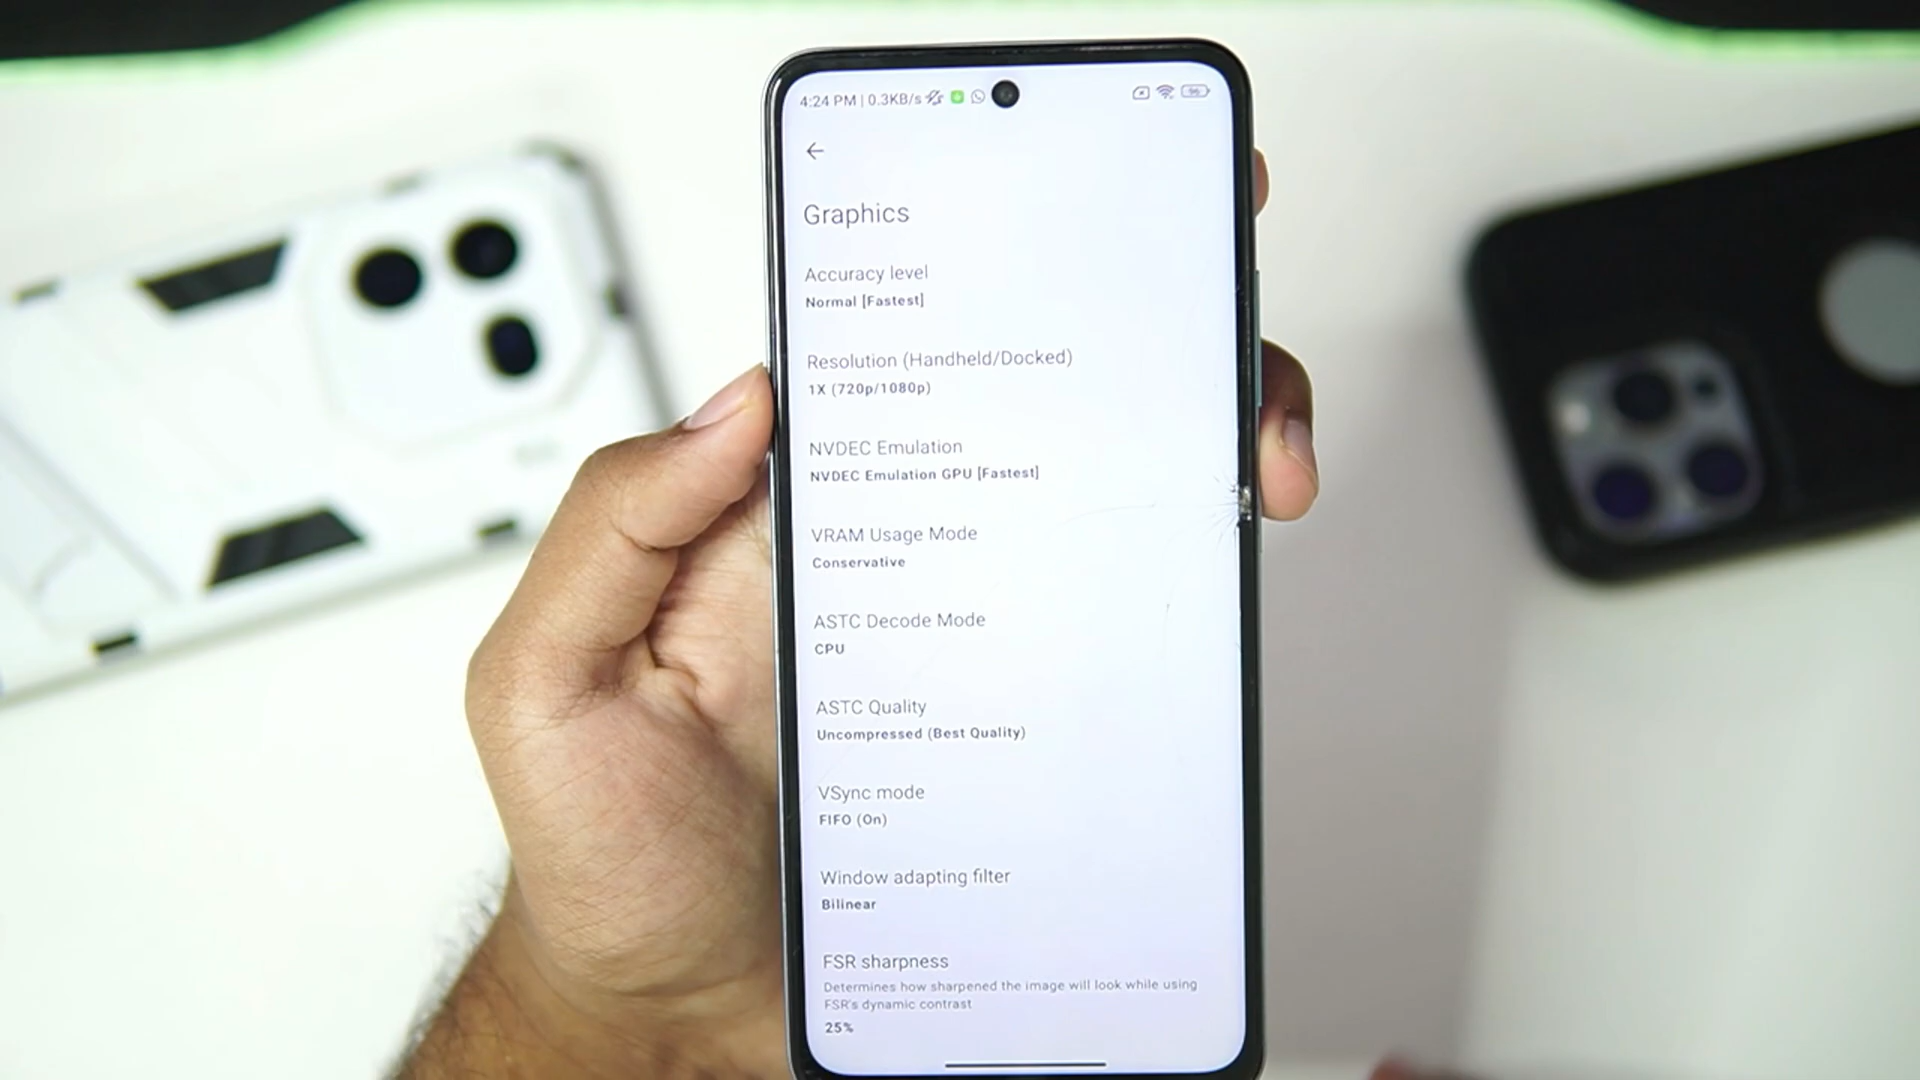 4:24 PM | 0.3KB/s 96
Graphics
Accuracy level
Normal [Fastest]
Resolution (Handheld/Docked)
1X (720p/1080p)
NVDEC Emulation
NVDEC Emulation GPU [Fastest]
VRAM Usage Mode
Conservative
ASTC Decode Mode
CPU
ASTC Quality
Uncompressed (Best Quality)
VSync mode
FIFO (On)
Window adapting filter
Bilinear
FSR sharpness
Determines how sharpened the image will look while using
FSR's dynamic contrast
25%